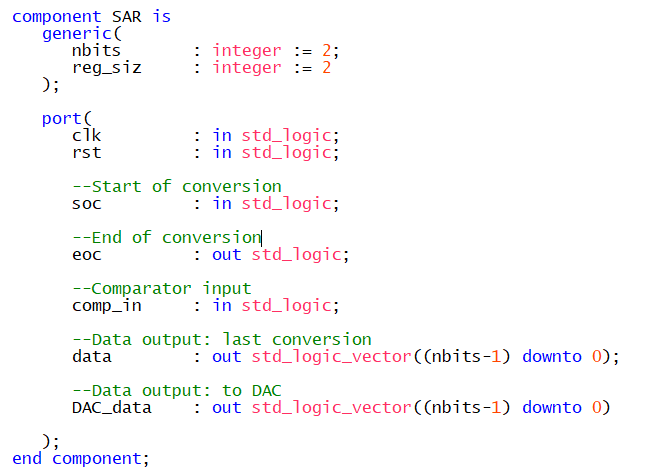 component SAR is
generic(
nbits : integer := 2;
reg_siz : integer := 2
);
port(
clk : in std_logic;
rst : in std_logic;
--Start of conversion
soc : in std_logic;
--End of conversion
eoc : out std_logic;
--Comparator input
comp_in : in std_logic;
--Data output: last conversion
data : out std_logic_vector((nbits-1) downto 0);
--Data output: to DAC
DAC_data : out std_logic_vector((nbits-1) downto 0)
);
end component;